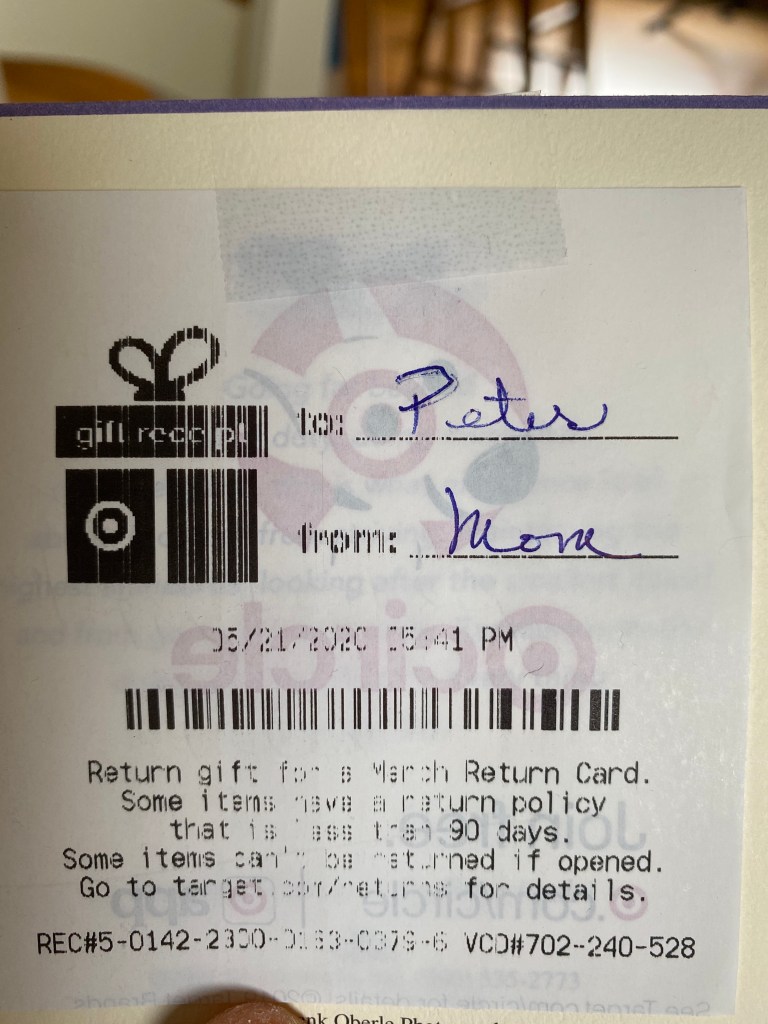 gift receipt
to: Peter
from: Mom
05/21/2020 05:41 PM
Return gift for a March Return Card.
Some items have a return policy
that is less than 90 days.
Some items can't be returned if opened.
Go to target.com/returns for details.
REC#5-0142-2300-0163-0379-6 VCD#702-240-528